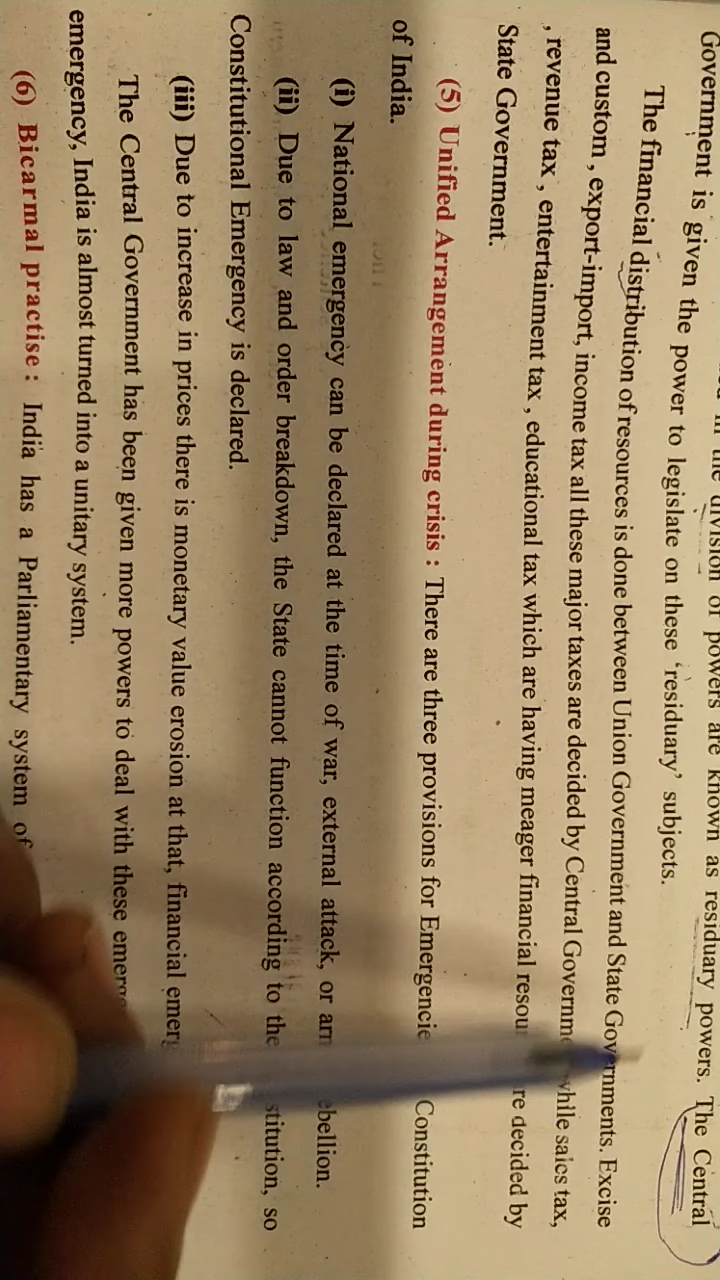 division of powers are known as residuary powers. The Central
Government is given the power to legislate on these 'residuary' subjects.
The financial distribution of resources is done between Union Government and State Governments. Excise
and custom , export-import, income tax all these major taxes are decided by Central while sales tax,
, revenue tax , entertainment tax , educational tax which are having meager financial decided by
State Government.
(5) Unified Arrangement during crisis : There are three provisions for Constitution
of India.
(i) National emergency can be declared at the time of war, external attack, or
(ii) Due to law and order breakdown, the State cannot function according to the so
Constitutional Emergency is declared.
(iii) Due to increase in prices there is monetary value erosion at that, financial
The Central Government has been given more powers to deal with these
emergency, India is almost turned into a unitary system.
(6) Bicarmal practise : India has a Parliamentary system of